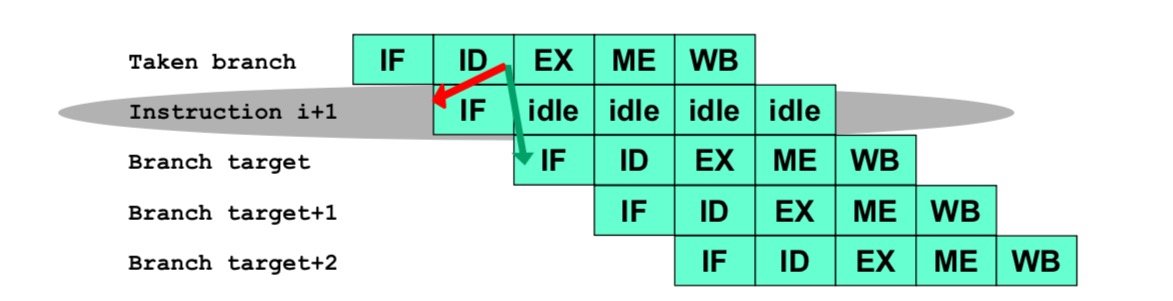 Taken branch IF ID EX ME WB
Instruction i+1 IF idle idle idle idle
Branch target IF ID EX ME WB
Branch target+1 IF ID EX ME WB
Branch target+2 IF ID EX ME WB